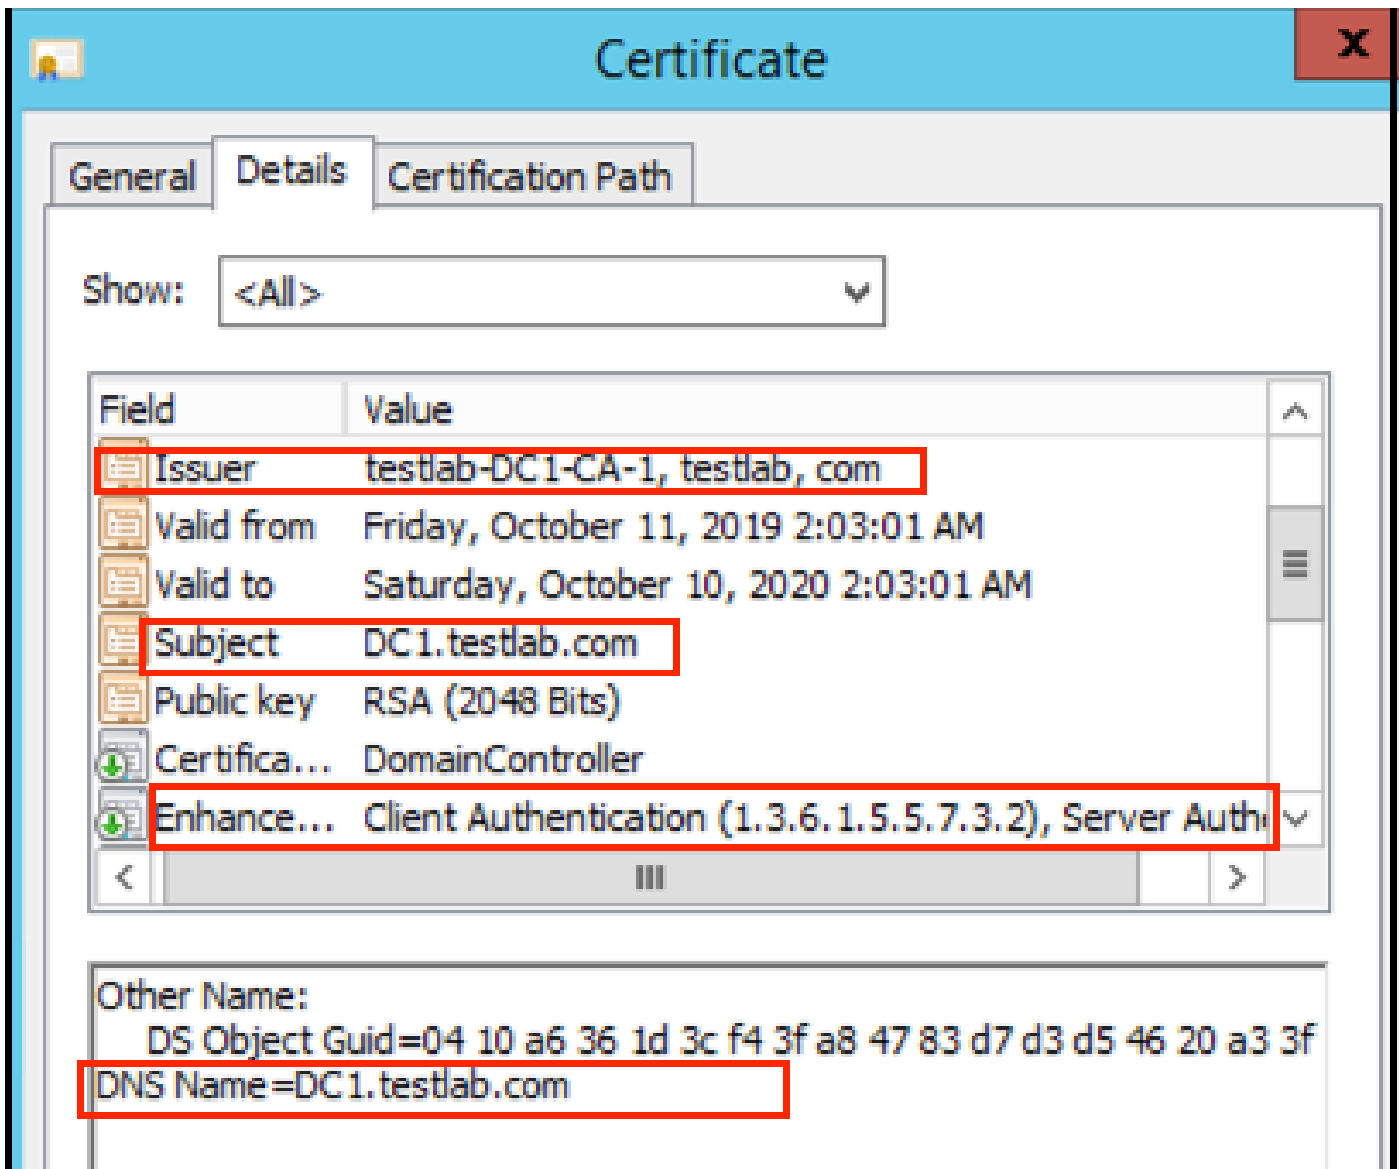 Certificate
x
General Details Certification Path
Show: <All>
Field Value
Issuer testlab-DC1-CA-1, testlab, com
Valid from Friday, October 11, 2019 2:03:01 AM
Valid to Saturday, October 10, 2020 2:03:01 AM
Subject DC1.testlab.com
Public key RSA (2048 Bits)
Certifica... DomainController
Enhance... Client Authentication (1.3.6.1.5.5.7.3.2), Server Authe
Other Name:
DS Object Guid=04 10 a6 36 1d 3c f4 3f a8 47 83 d7 d3 d5 46 20 a3 3f
DNS Name=DC1.testlab.com